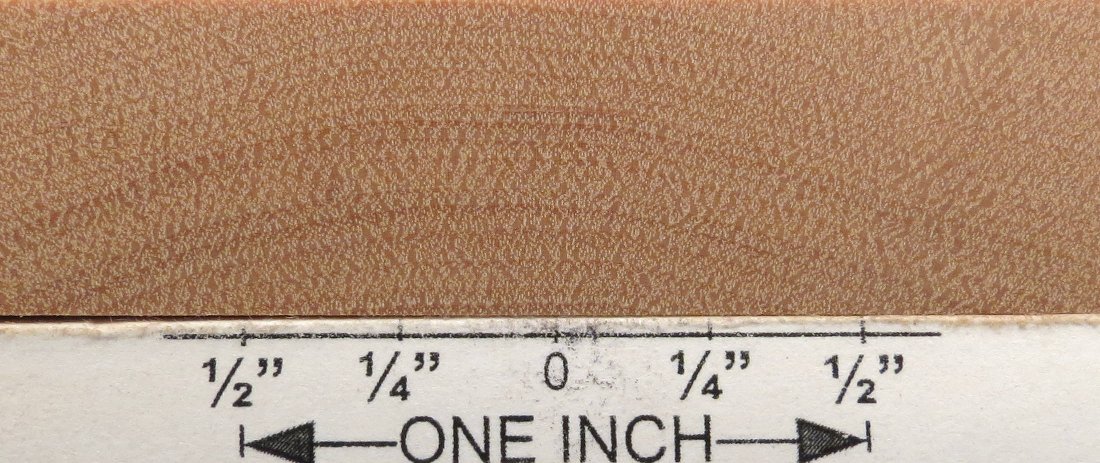 ½” ¼” 0 ¼” ½”
ONE INCH